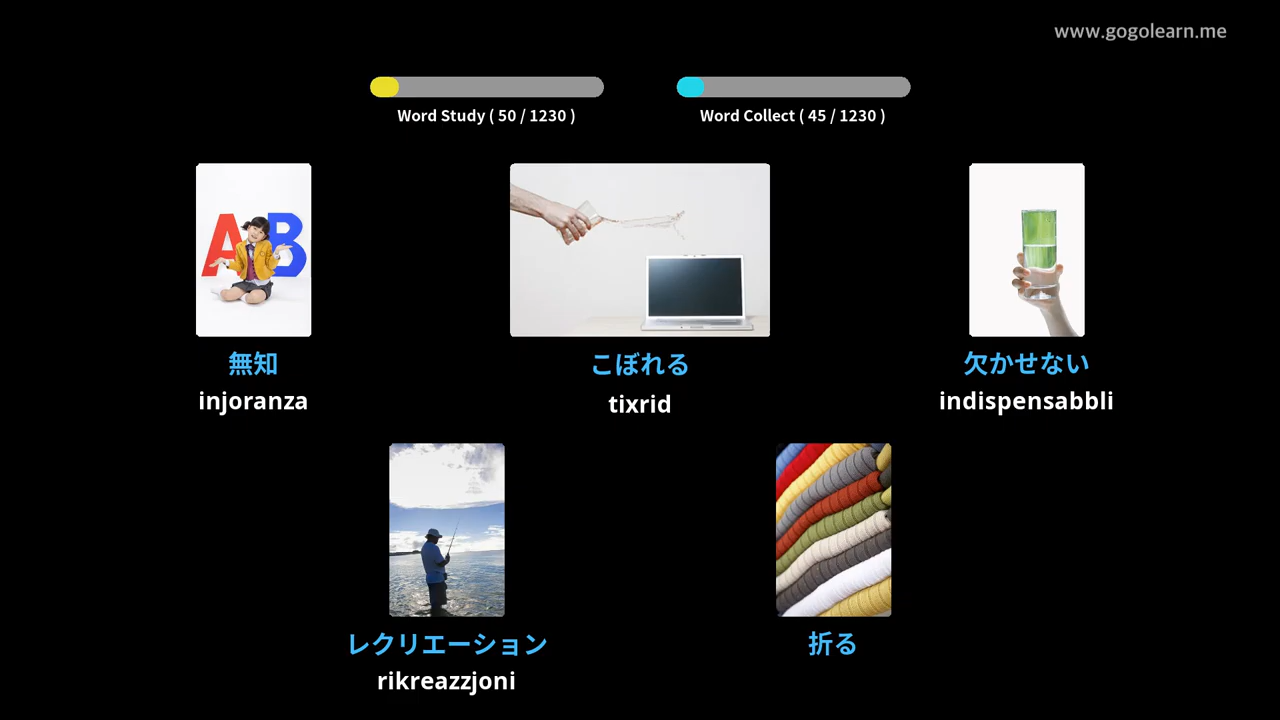 www.gogolearn.me
Word Study ( 50 / 1230 )
Word Collect ( 45 / 1230 )
無知
injoranza
こぼれる
tixrid
欠かせない
indispensabbli
レクリエーション
rikreazzjoni
折る